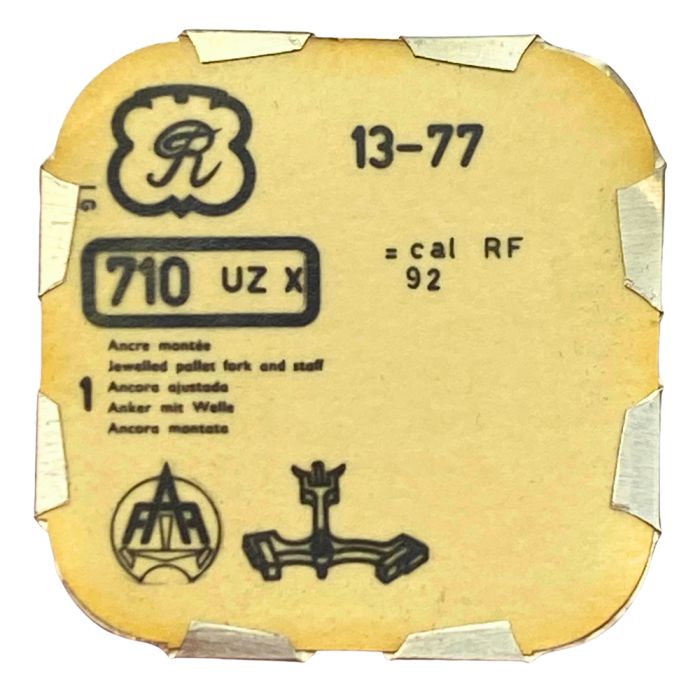 R
13-77
LG
710 UZ X
= cal RF
92
Ancre montée
Jewelled pallet fork and staff
1
Ancora ajustada
Anker mit Welle
Ancora montata